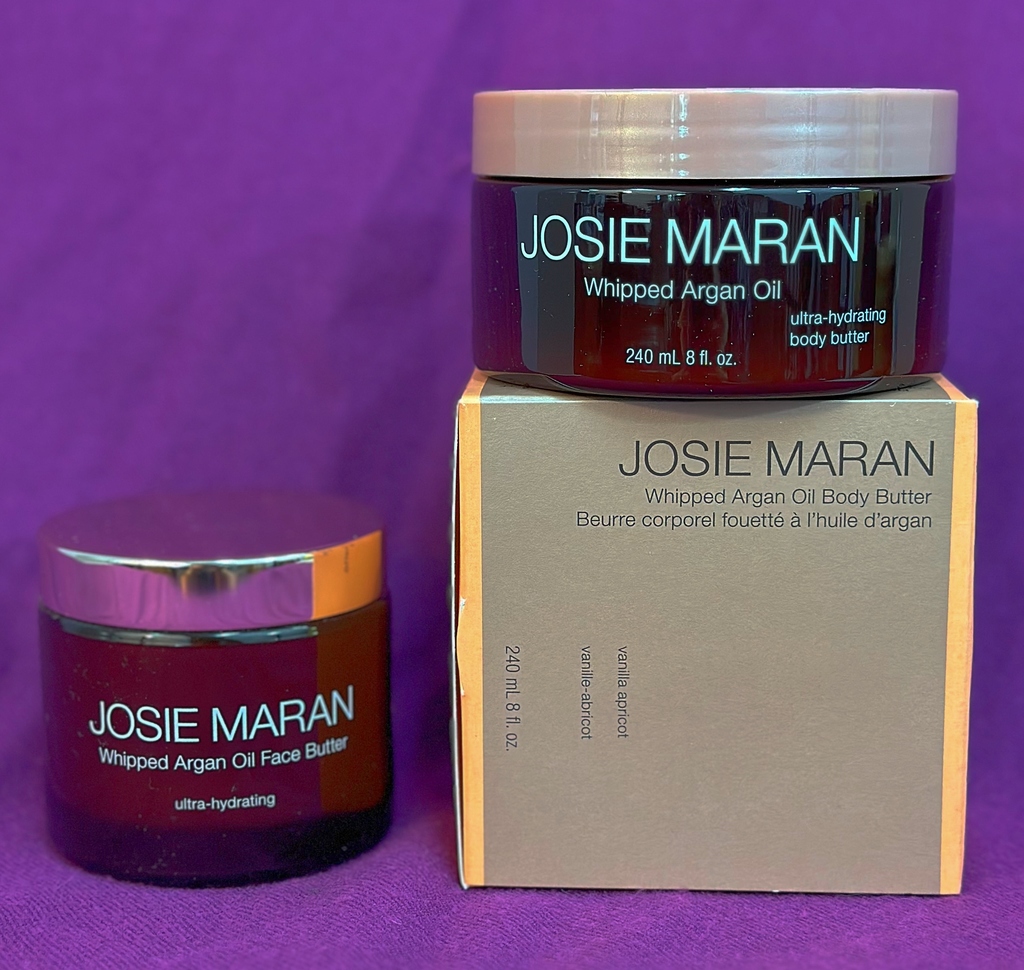 JOSIE MARAN
Whipped Argan Oil
ultra-hydrating
body butter
240 mL 8 fl. oz.
JOSIE MARAN
Whipped Argan Oil Body Butter
Beurre corporel fouetté à l'huile d'argan
vanilla apricot
vanille-abricot
240 mL 8 fl. oz.
JOSIE MARAN
Whipped Argan Oil Face Butter
ultra-hydrating